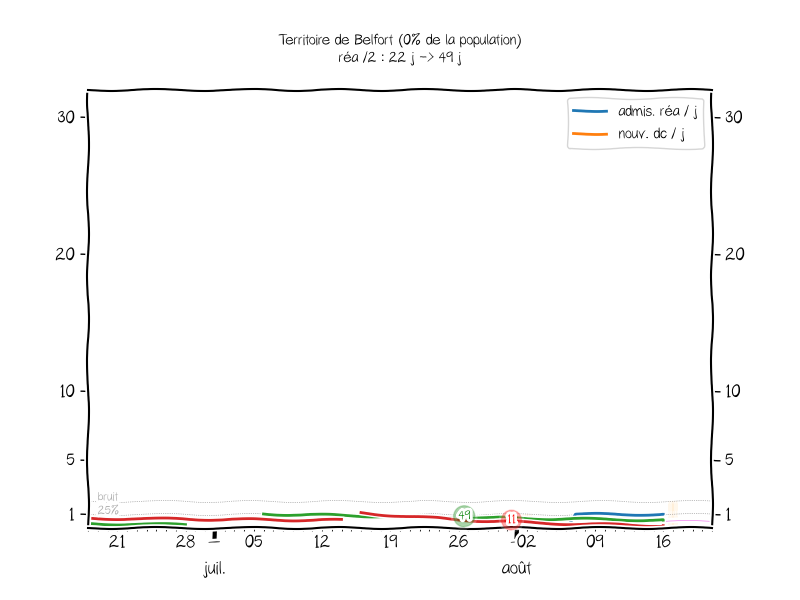 Territoire de Belfort (0% de la population)
réa /2 : 22 j -> 49 j
30
30
admis. réa / j
nouv. dc / j
20
20
10
10
5
5
bruit
25%
1
1
49
11
21 28 05 12 19 26 02 09 16
juil. août